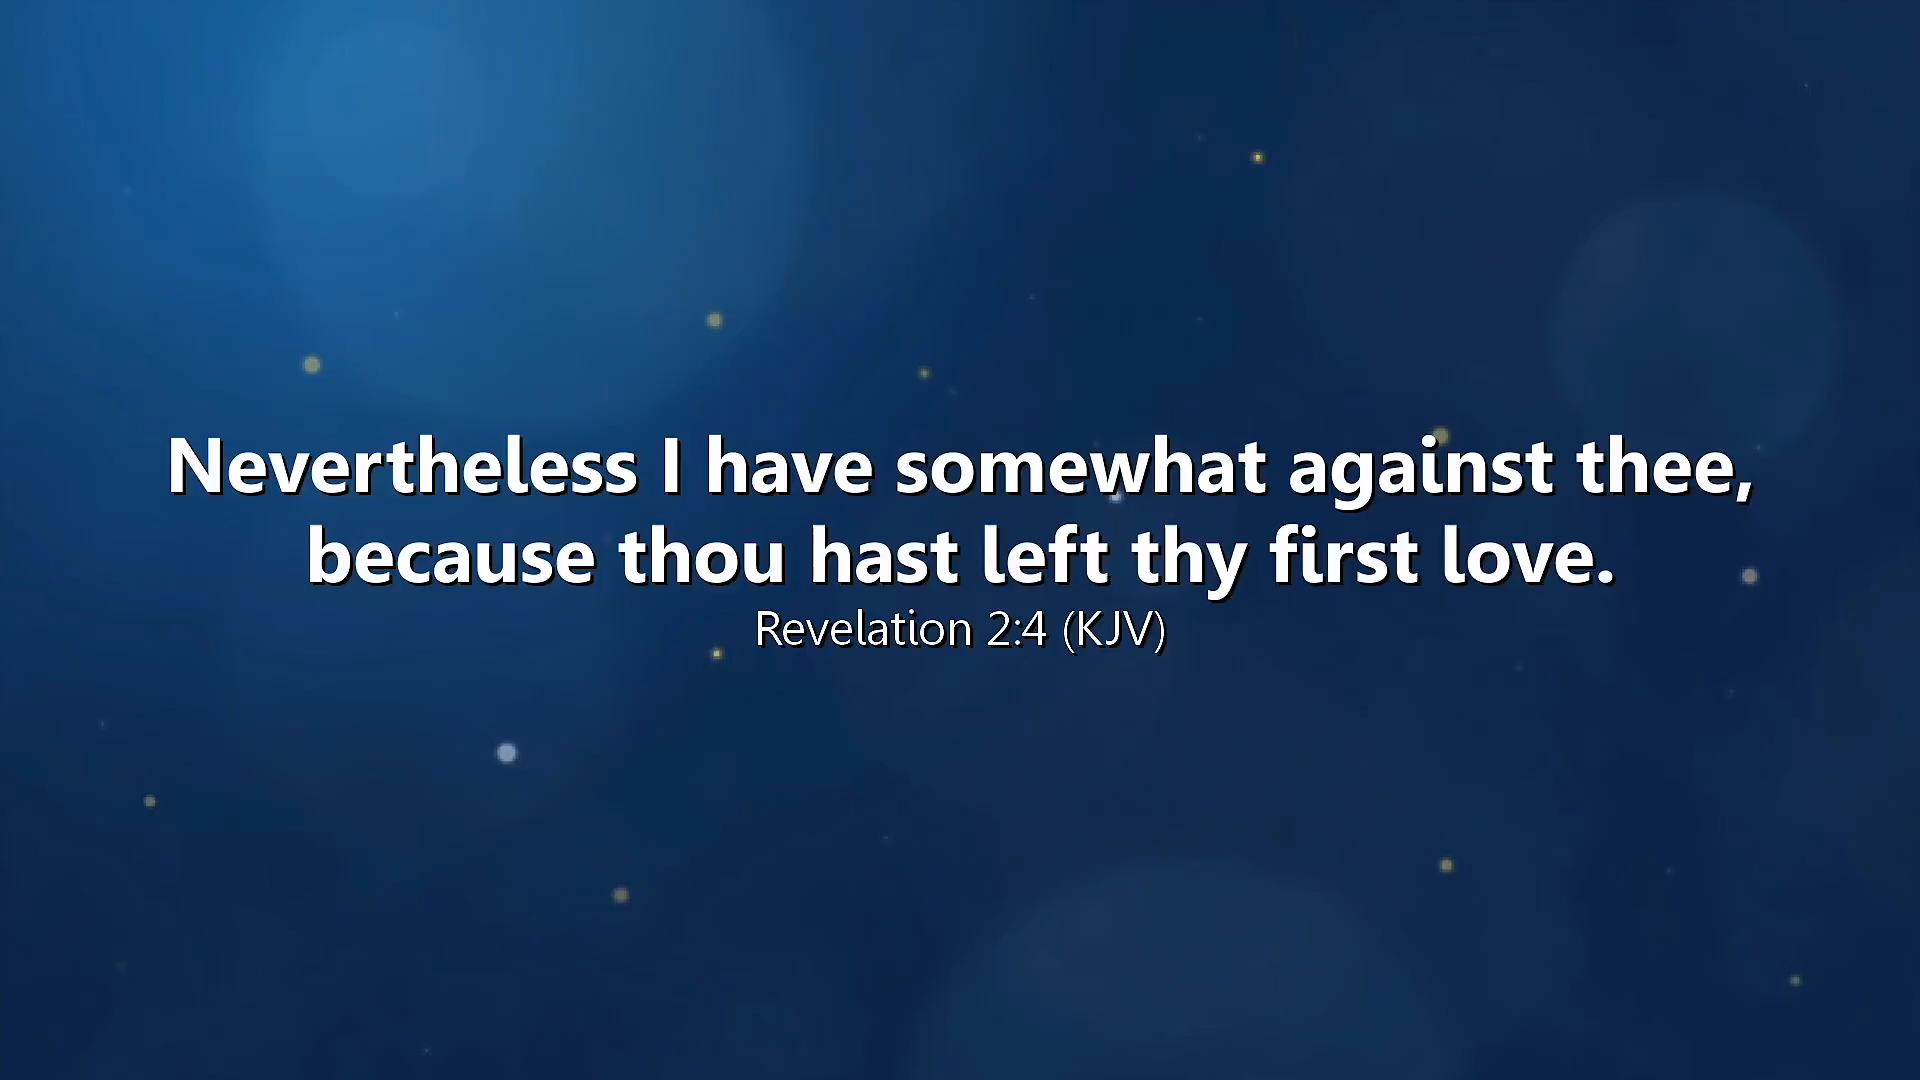 Nevertheless I have somewhat against thee,
because thou hast left thy first love.
Revelation 2:4 (KJV)